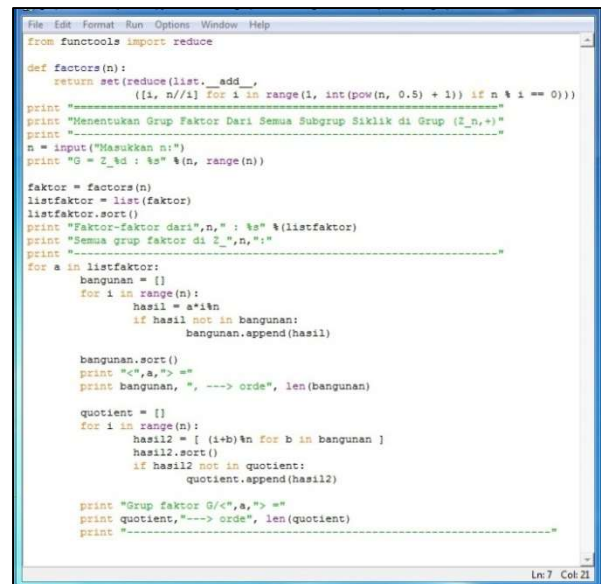 File Edit Format Run Options Window Help
from functools import reduce
def factors(n):
    return set(reduce(list.__add__,
                ([i, n//i] for i in range(1, int(pow(n, 0.5) + 1)) if n % i == 0)))
print "==========================================================="
print "Menentukan Grup Faktor Dari Semua Subgrup Siklik di Grup (Z_n,+)"
print "-----------------------------------------------------------"
n = input("Masukkan n:")
print "G = Z_%d : %s" %(n, range(n))
faktor = factors(n)
listfaktor = list(faktor)
listfaktor.sort()
print "Faktor-faktor dari",n," : %s" %(listfaktor)
print "Semua grup faktor di Z_",n,":"
print "-----------------------------------------------------------"
for a in listfaktor:
        bangunan = []
        for i in range(n):
                hasil = a*i%n
                if hasil not in bangunan:
                        bangunan.append(hasil)
        bangunan.sort()
        print "<",a,"> ="
        print bangunan, ", ---> orde", len(bangunan)
        quotient = []
        for i in range(n):
                hasil2 = [ (i+b)%n for b in bangunan ]
                hasil2.sort()
                if hasil2 not in quotient:
                        quotient.append(hasil2)
        print "Grup faktor G/<",a,"> ="
        print quotient,"---> orde", len(quotient)
        print "-----------------------------------------------------------"
Ln: 7 Col: 21